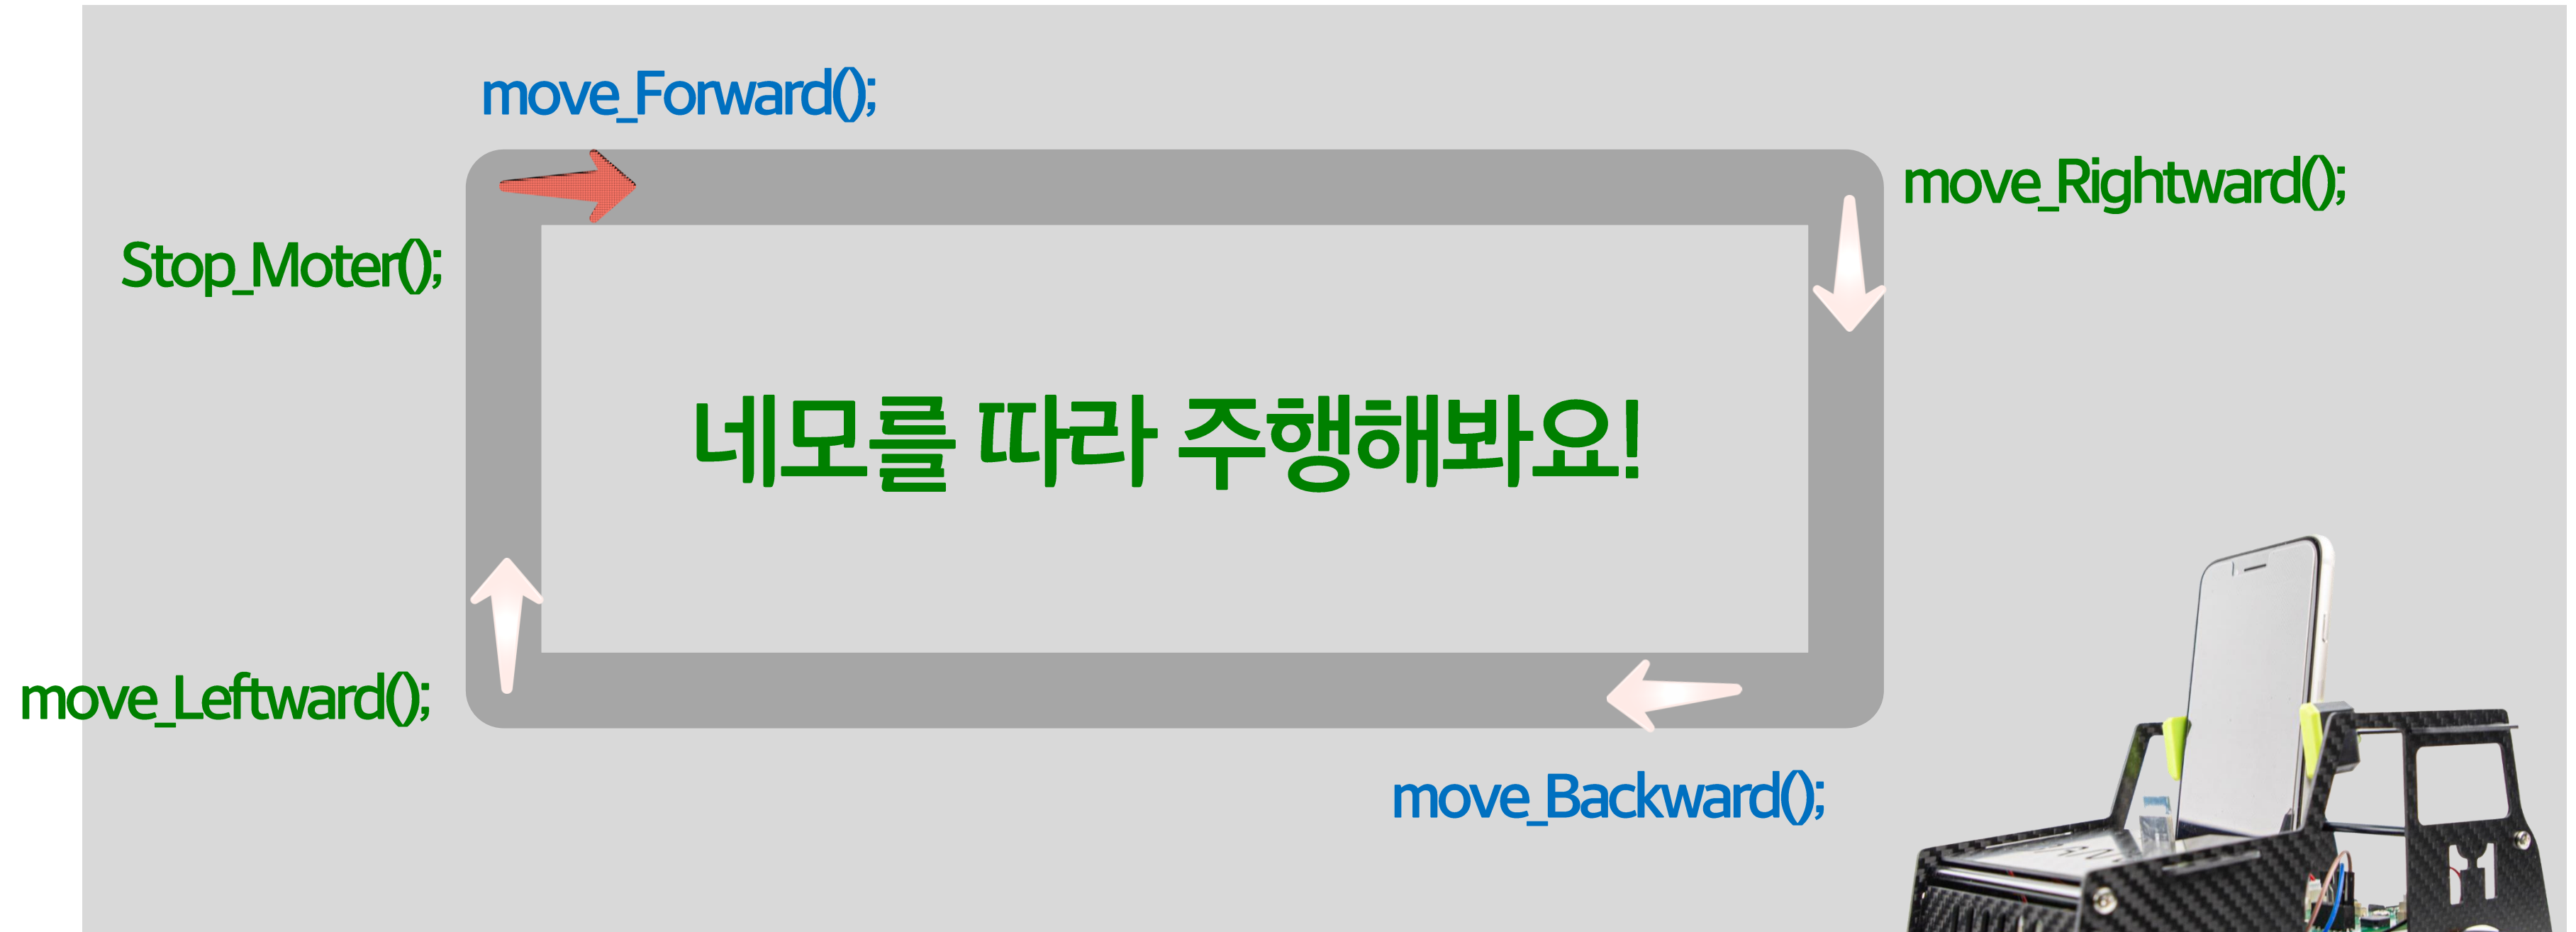 move_Forward();
move_Rightward();
Stop_Moter();
네모를 따라 주행해봐요!
move_Leftward();
move_Backward();